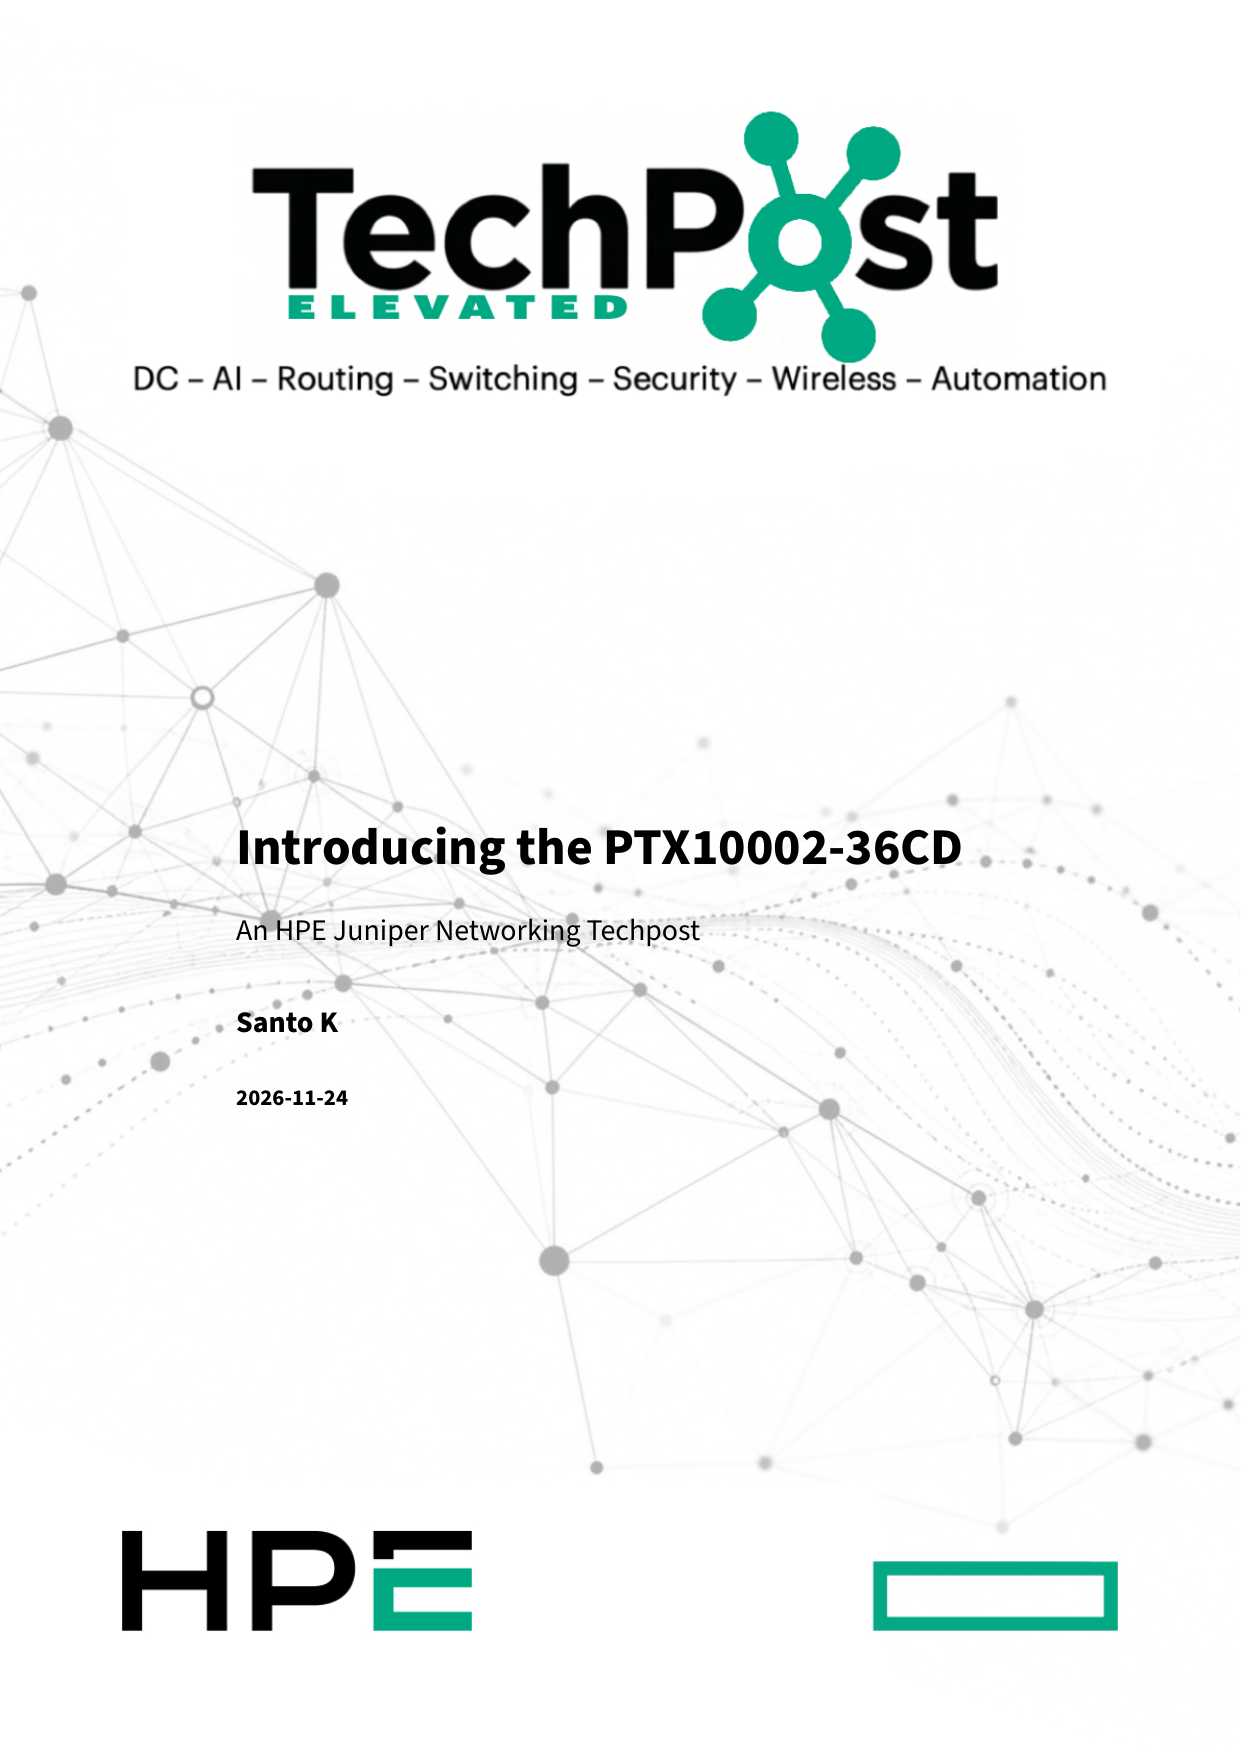 TechPost
ELEVATED
DC – AI – Routing – Switching – Security – Wireless – Automation
Introducing the PTX10002-36CD
An HPE Juniper Networking Techpost
Santo K
2026-11-24
HPE